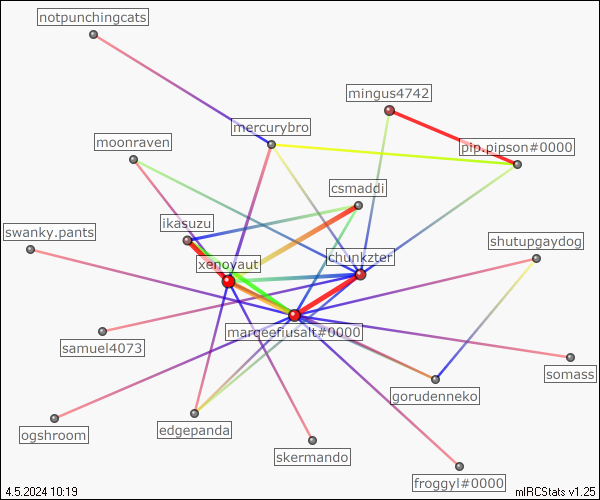 notpunchingcats
mingus4742
mercurybro
moonraven
pip.pipson#0000
csmaddi
ikasuzu
swanky.pants
shutupgaydog
xenoyaut
chunkzter
marqeefiusalt#0000
samuel4073
somass
gorudenneko
ogshroom
edgepanda
skermando
froggyl#0000
4.5.2024 10:19
mIRCStats v1.25